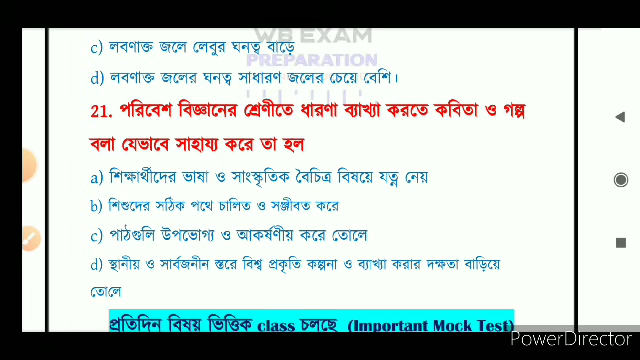 WB EXAM
c) লবণাক্ত জলে লেবুর ঘনত্ব বাড়ে
PREPARATION
d) লবণাক্ত জলের ঘনত্ব সাধারণ জলের চেয়ে বেশি।
21. পরিবেশ বিজ্ঞানের শ্রেণীতে ধারণা ব্যাখ্যা করতে কবিতা ও গল্প
বলা যেভাবে সাহায্য করে তা হল
a) শিক্ষার্থীদের ভাষা ও সাংস্কৃতিক বৈচিত্র বিষয়ে যত্ন নেয়
b) শিশুদের সঠিক পথে চালিত ও সঞ্জীবত করে
c) পাঠগুলি উপভোগ্য ও আকর্ষণীয় করে তোলে
d) স্থানীয় ও সার্বজনীন স্তরে বিশ্ব প্রকৃতি কল্পনা ও ব্যাখ্যা করার দক্ষতা বাড়িয়ে
তোলে
প্রতিদিন বিষয় ভিত্তিক class চলছে (Important Mock Test)
PowerDirector